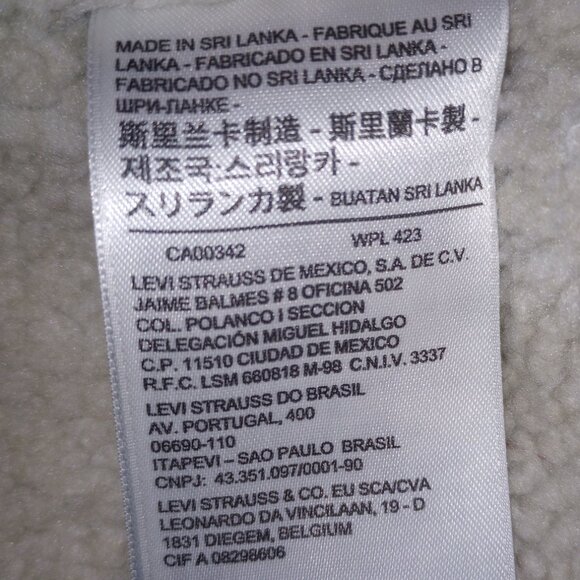 MADE IN SRI LANKA - FABRIQUE AU SRI
LANKA - FABRICADO EN SRI LANKA -
FABRICADO NO SRI LANKA - СДЕЛАНО В
ШРИ-ЛАНКЕ -
斯里兰卡制造 - 斯里蘭卡製 -
제조국:스리랑카 -
スリランカ製 - BUATAN SRI LANKA
CA00342 WPL 423
LEVI STRAUSS DE MEXICO, S.A. DE C.V.
JAIME BALMES # 8 OFICINA 502
COL. POLANCO I SECCION
DELEGACIÓN MIGUEL HIDALGO
C.P. 11510 CIUDAD DE MEXICO
R.F.C. LSM 660818 M-98 C.N.I.V. 3337
LEVI STRAUSS DO BRASIL
AV. PORTUGAL, 400
06690-110
ITAPEVI – SAO PAULO BRASIL
CNPJ: 43.351.097/0001-90
LEVI STRAUSS & CO. EU SCA/CVA
LEONARDO DA VINCILAAN, 19 - D
1831 DIEGEM, BELGIUM
CIF A 08298606